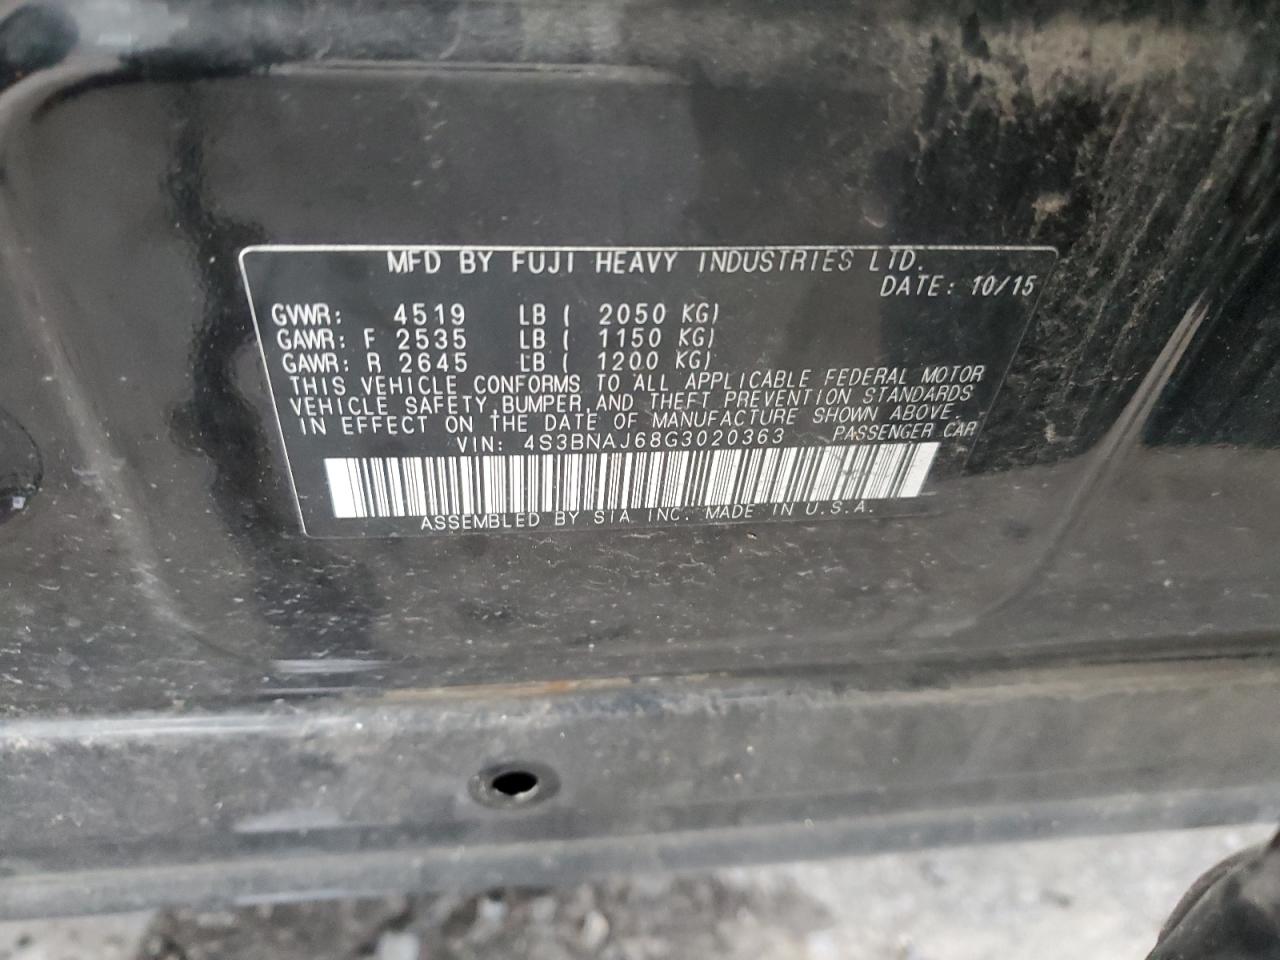 MFD BY FUJI HEAVY INDUSTRIES LTD.
DATE: 10/15
GVWR: 4519 LB ( 2050 KG)
GAWR: F 2535 LB ( 1150 KG)
GAWR: R 2645 LB ( 1200 KG)
THIS VEHICLE CONFORMS TO ALL APPLICABLE FEDERAL MOTOR
VEHICLE SAFETY,BUMPER,AND THEFT PREVENTION STANDARDS
IN EFFECT ON THE DATE OF MANUFACTURE SHOWN ABOVE.
VIN: 4S3BNAJ68G3020363 PASSENGER CAR
ASSEMBLED BY SIA INC. MADE IN U.S.A.